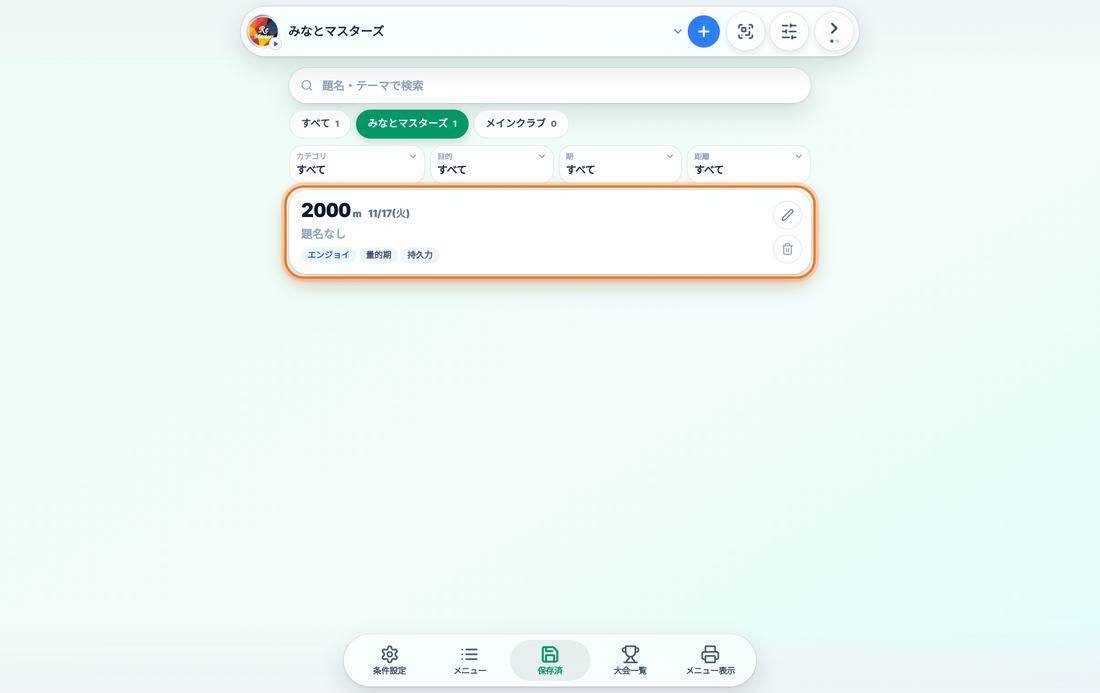 みなとマスターズ
題名・テーマで検索
すべて 1
みなとマスターズ 1
メインクラブ 0
カテゴリ
すべて
目的
すべて
期
すべて
距離
すべて
2000m 11/17(火)
題名なし
エンジョイ 量的期 持久力
条件設定
メニュー
保存済
大会一覧
メニュー表示